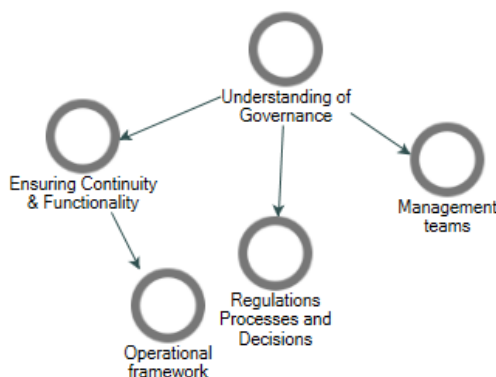 Understanding of
Governance
Ensuring Continuity
& Functionality
Management
teams
Regulations
Processes and
Decisions
Operational
framework